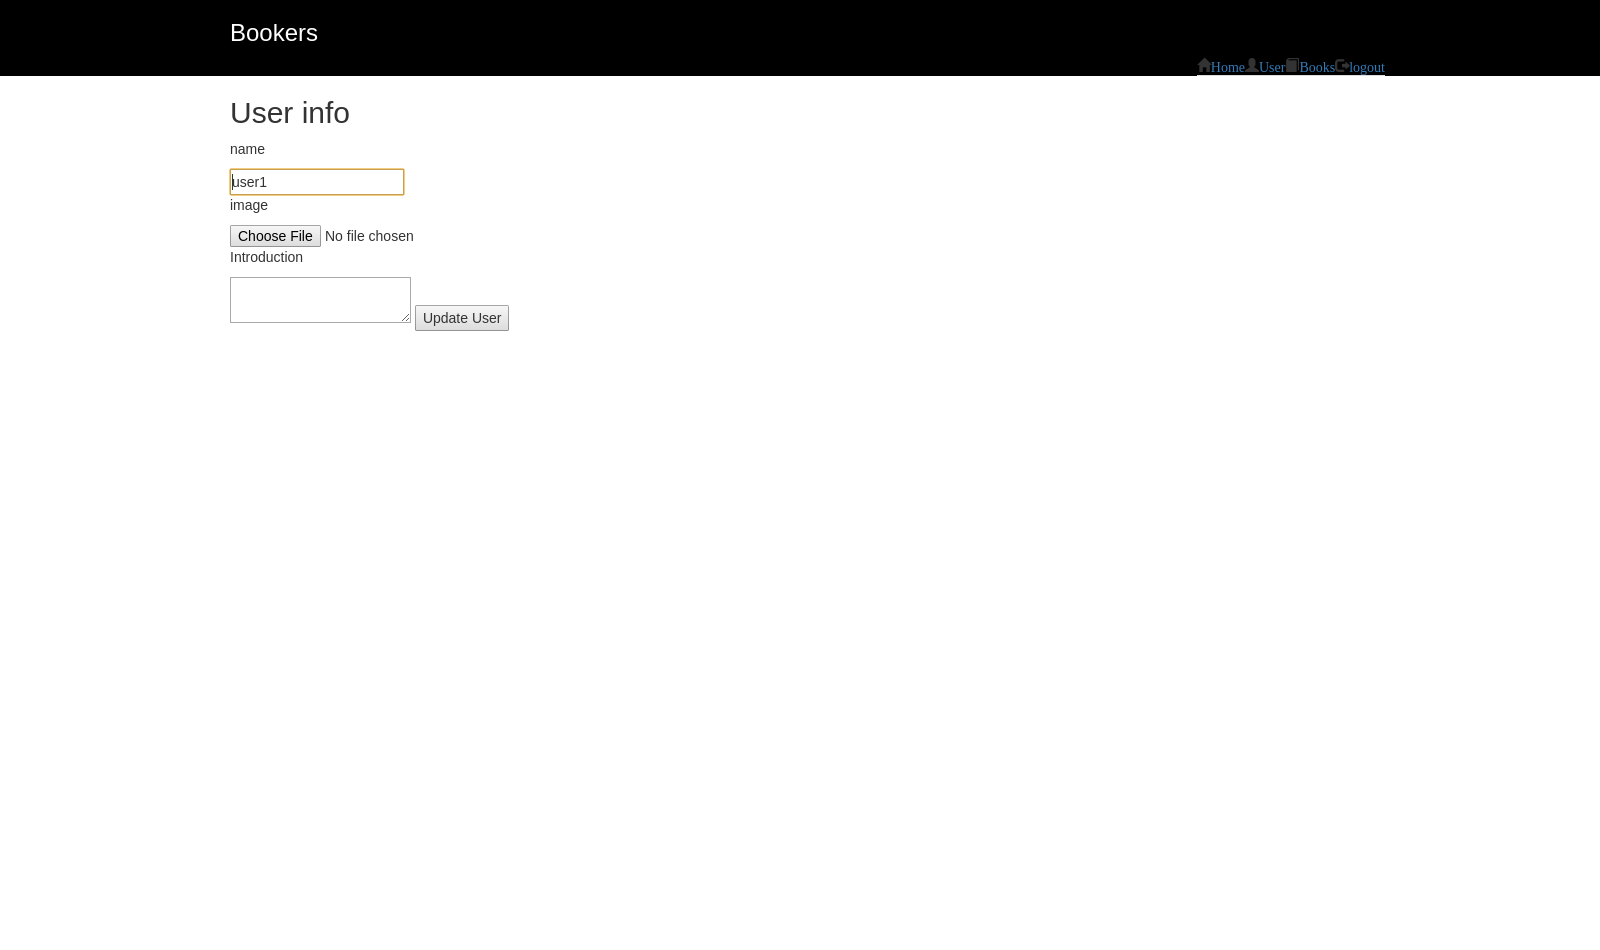 Bookers
Home User Books logout
User info
name
user1
image
Choose File No file chosen
Introduction
Update User